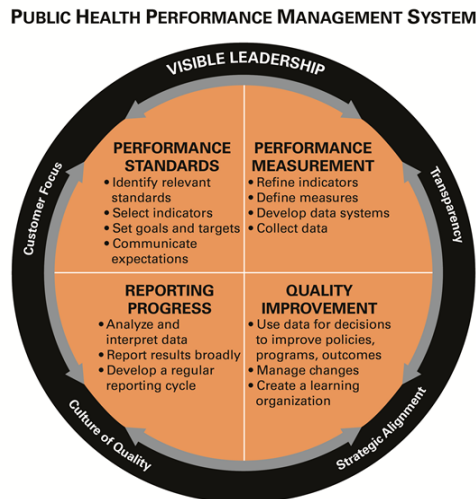 PUBLIC HEALTH PERFORMANCE MANAGEMENT SYSTEM
VISIBLE LEADERSHIP
Customer Focus
Transparency
PERFORMANCE
STANDARDS
• Identify relevant
standards
• Select indicators
• Set goals and targets
• Communicate
expectations
PERFORMANCE
MEASUREMENT
• Refine indicators
• Define measures
• Develop data systems
• Collect data
REPORTING
PROGRESS
• Analyze and
interpret data
• Report results broadly
• Develop a regular
reporting cycle
QUALITY
IMPROVEMENT
• Use data for decisions
to improve policies,
programs, outcomes
• Manage changes
• Create a learning
organization
Culture of Quality
Strategic Alignment